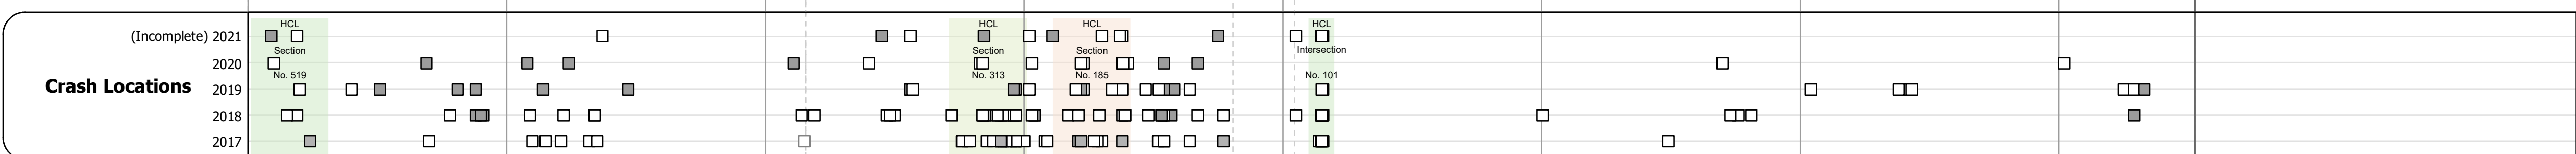 HCL HCL HCL HCL
(Incomplete) 2021
Section Section Section Intersection
2020
No. 519 No. 313 No. 185 No. 101
Crash Locations 2019
2018
2017